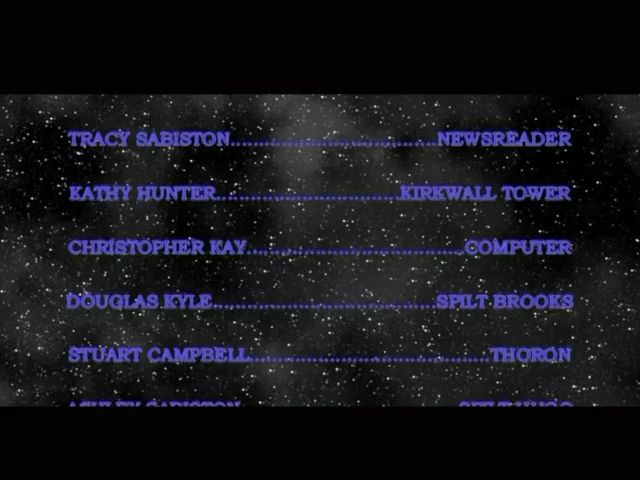 TRACY SABISTON..............................NEWSREADER
KATHY HUNTER...........................KIRKWALL TOWER
CHRISTOPHER KAY................................COMPUTER
DOUGLAS KYLE.................................SPILT BROOKS
STUART CAMPBELL...................................THORON